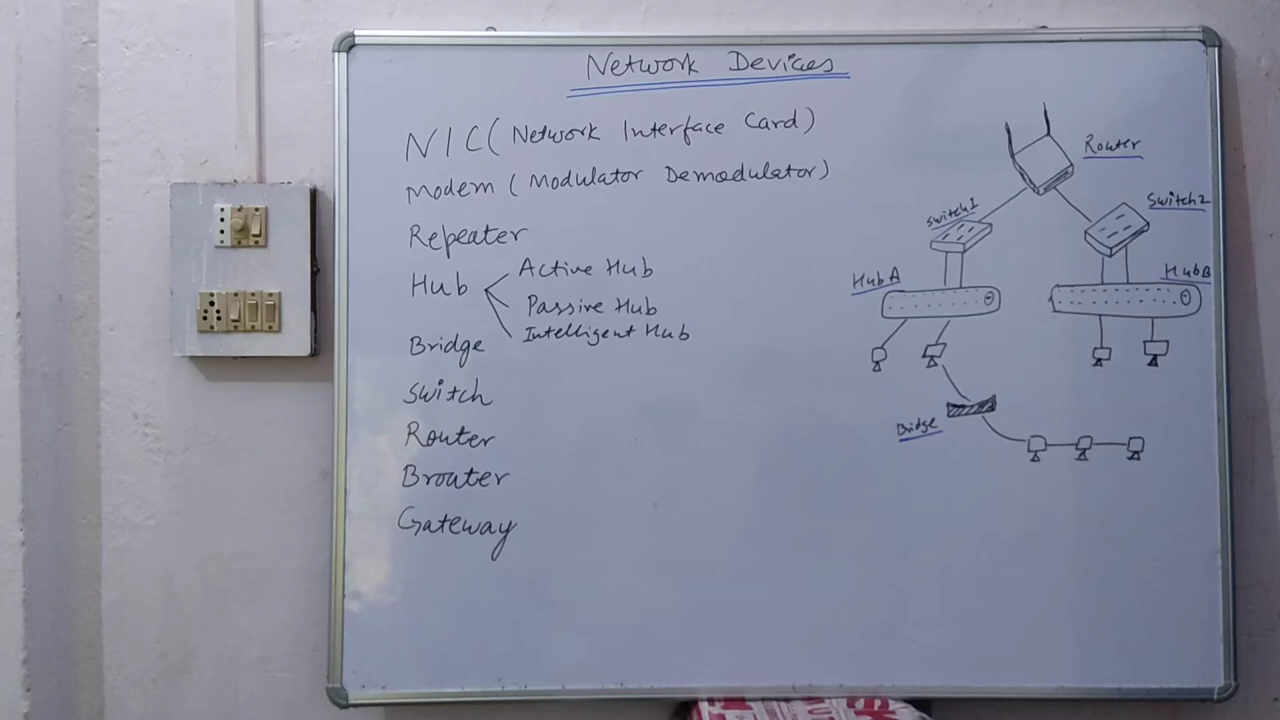 Network Devices
NIC (Network Interface Card)
Modem (Modulator Demodulator)
Repeater
Hub
Active Hub
Passive Hub
Intelligent Hub
Bridge
Switch
Router
Brouter
Gateway
Router
Switch1
Switch2
Hub A
Hub B
Bridge